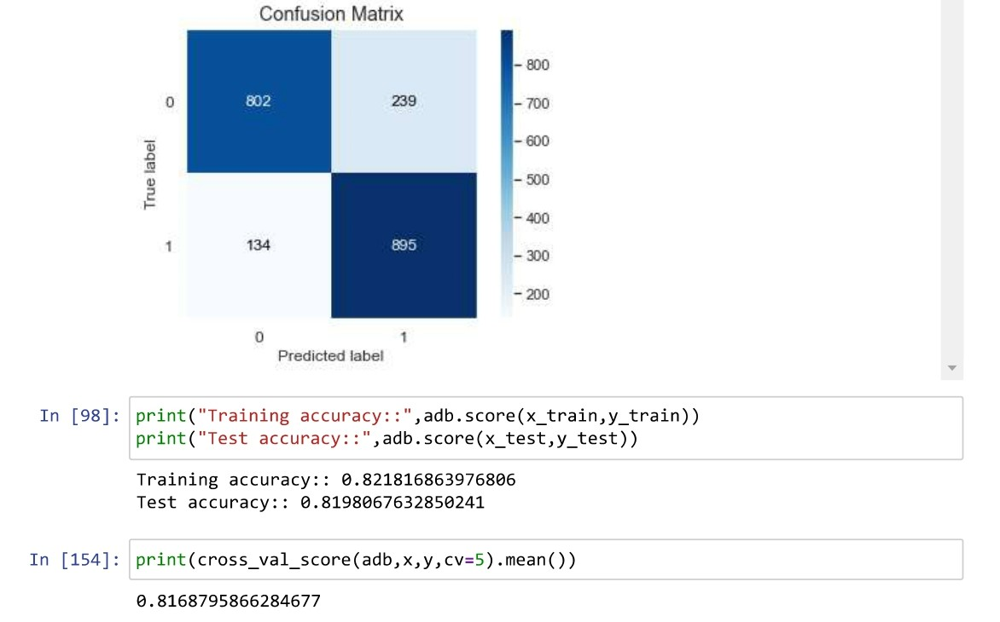 Confusion Matrix
800
0
802
239
700
600
True label
500
400
1
134
895
300
200
0
1
Predicted label
In [98]:
print("Training accuracy::",adb.score(x_train,y_train))
print("Test accuracy::",adb.score(x_test,y_test))
Training accuracy:: 0.821816863976806
Test accuracy:: 0.8198067632850241
In [154]:
print(cross_val_score(adb,x,y,cv=5).mean())
0.8168795866284677